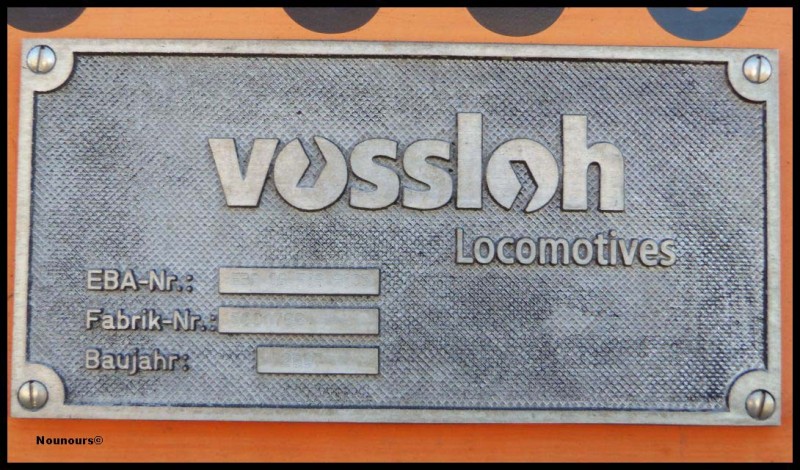 vossloh
Locomotives
EBA-Nr.:
Fabrik-Nr.:
Baujahr:
Nounours©